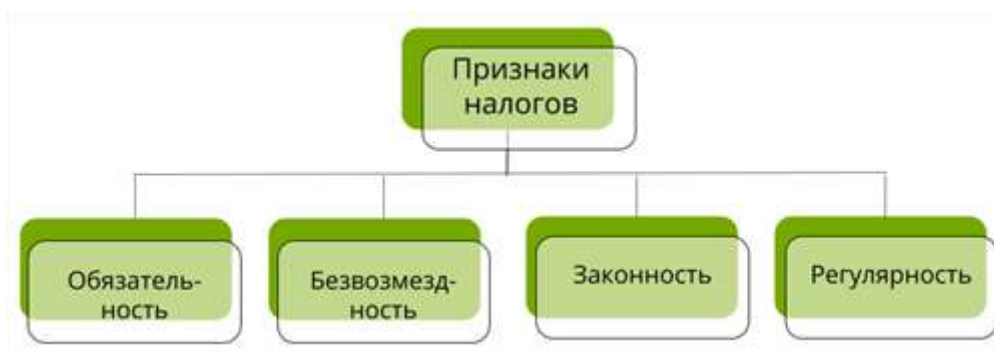 Признаки
налогов
Обязатель-
ность
Безвозмезд-
ность
Законность
Регулярность